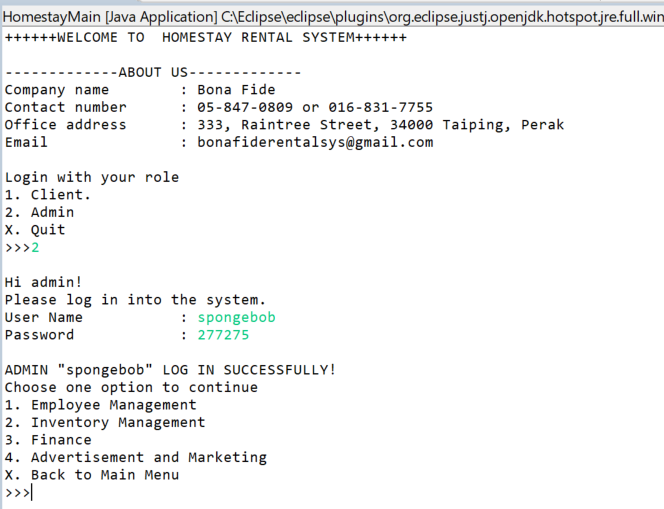 HomestayMain [Java Application] C:\Eclipse\eclipse\plugins\org.eclipse.justj.openjdk.hotspot.jre.full.win
++++++WELCOME TO  HOMESTAY RENTAL SYSTEM++++++
-------------ABOUT US-------------
Company name        : Bona Fide
Contact number      : 05-847-0809 or 016-831-7755
Office address      : 333, Raintree Street, 34000 Taiping, Perak
Email               : bonafiderentalsys@gmail.com
Login with your role
1. Client.
2. Admin
X. Quit
>>>2
Hi admin!
Please log in into the system.
User Name           : spongebob
Password            : 277275
ADMIN "spongebob" LOG IN SUCCESSFULLY!
Choose one option to continue
1. Employee Management
2. Inventory Management
3. Finance
4. Advertisement and Marketing
X. Back to Main Menu
>>>